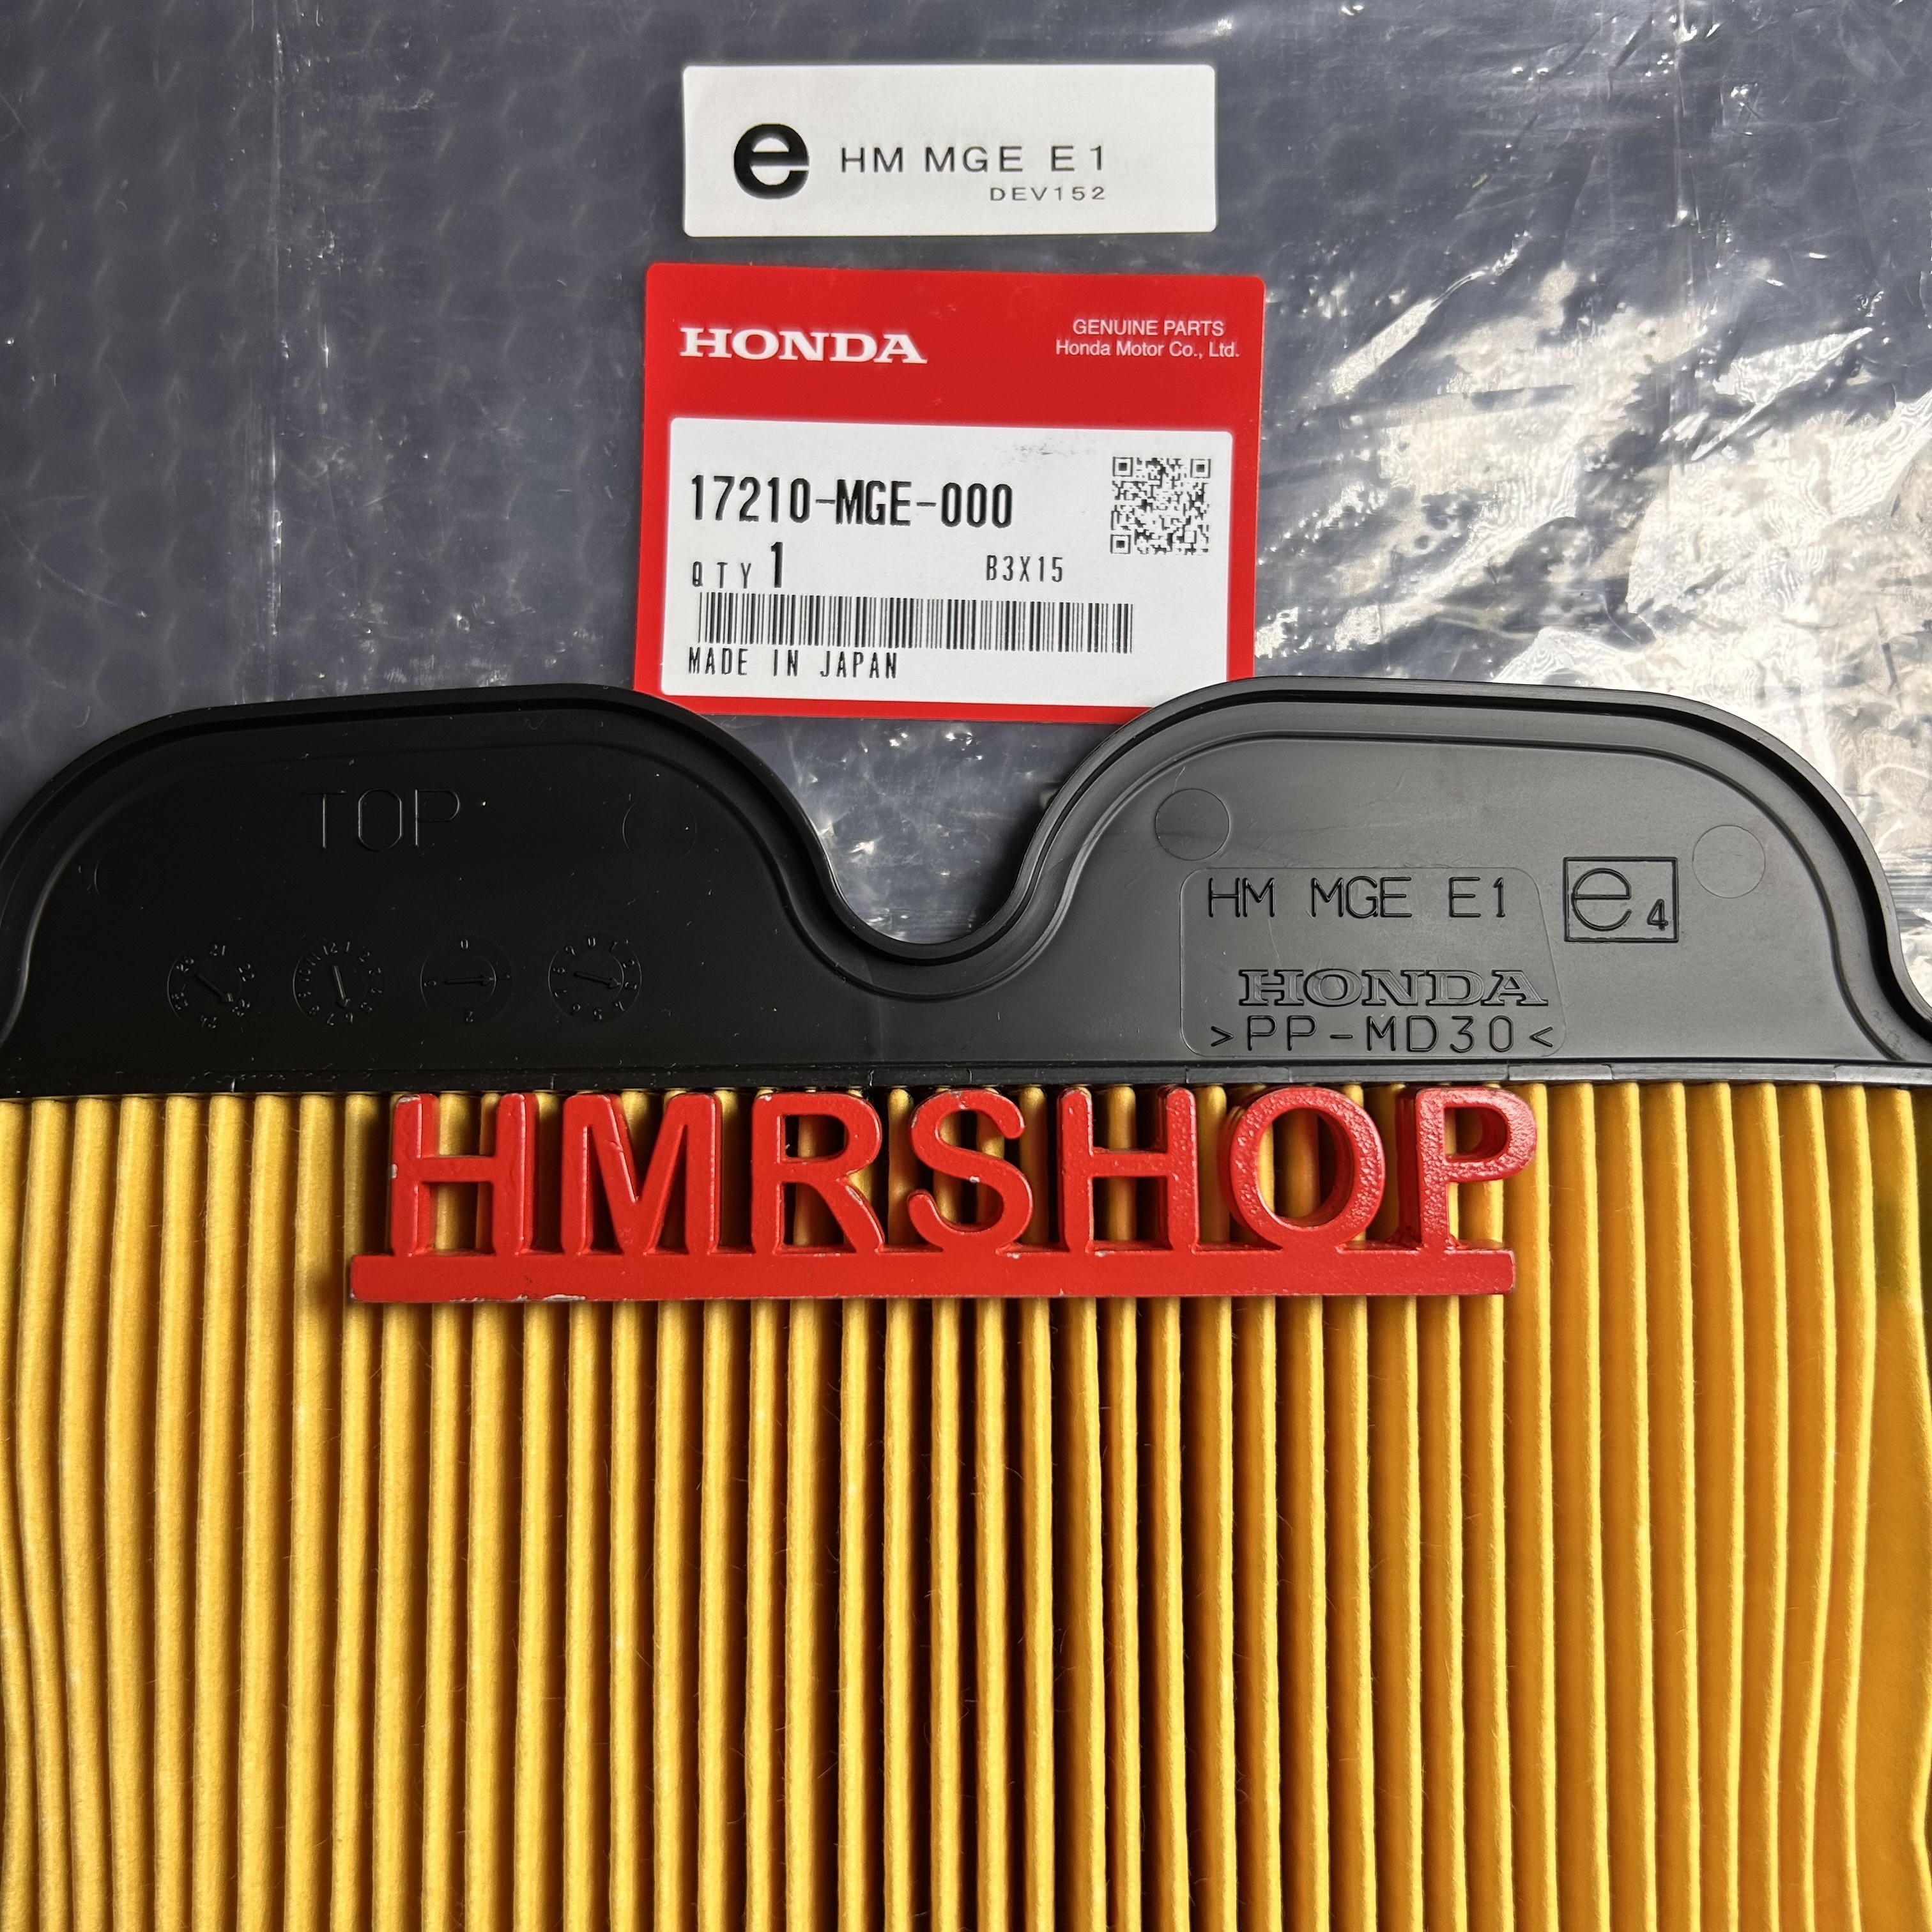 e HM MGE E1
DEV152
HONDA
GENUINE PARTS
Honda Motor Co., Ltd.
17210-MGE-000
QTY 1 B3X15
MADE IN JAPAN
TOP
HM MGE E1 e4
HONDA
>PP-MD30<
HMRSHOP